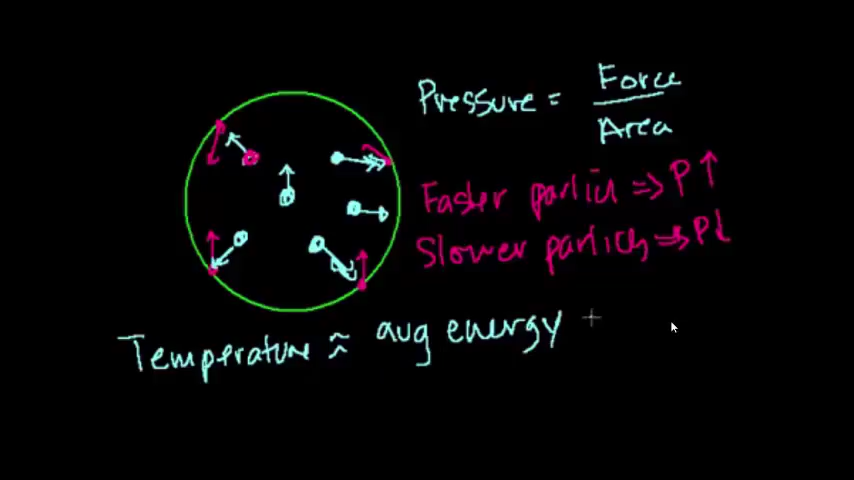 Pressure = Force / Area
Faster particles => P ↑
Slower particles => P↓
Temperature ≈ avg energy